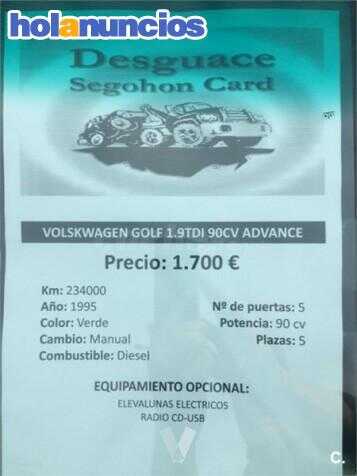 holanuncios
Desguace
Segohon Card
VOLSKWAGEN GOLF 1.9TDI 90CV ADVANCE
Precio: 1.700 €
Km: 234000
Año: 1995
Nº de puertas: 5
Color: Verde
Potencia: 90 cv
Cambio: Manual
Plazas: 5
Combustible: Diesel
EQUIPAMIENTO OPCIONAL:
ELEVALUNAS ELECTRICOS
RADIO CD-USB
C.